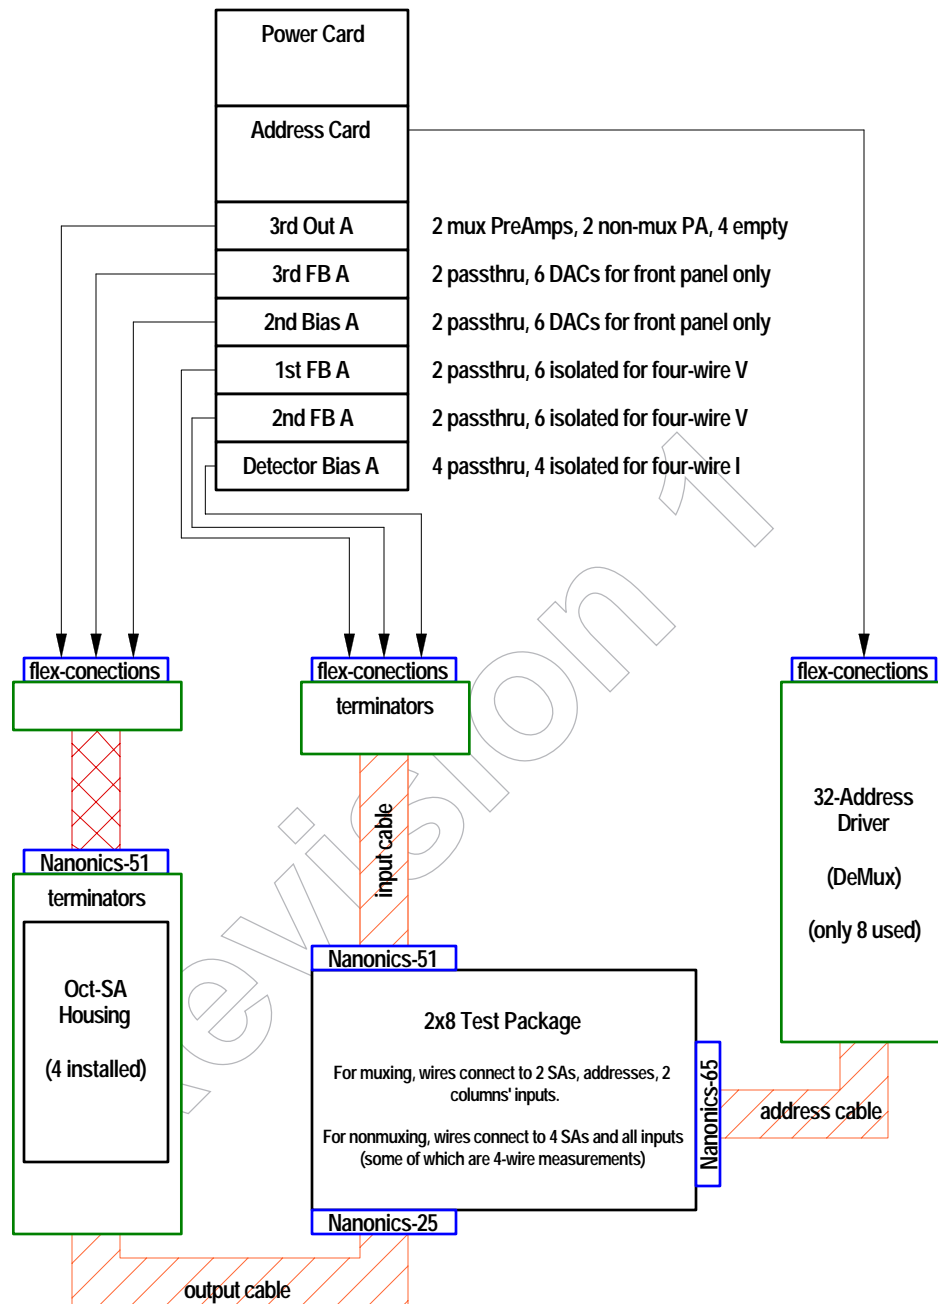 Power Card
Address Card
3rd Out A
2 mux PreAmps, 2 non-mux PA, 4 empty
3rd FB A
2 passthru, 6 DACs for front panel only
2nd Bias A
2 passthru, 6 DACs for front panel only
1st FB A
2 passthru, 6 isolated for four-wire V
2nd FB A
2 passthru, 6 isolated for four-wire V
Detector Bias A
4 passthru, 4 isolated for four-wire I
flex-conections
flex-conections
flex-conections
terminators
32-Address
Driver
(DeMux)
(only 8 used)
input cable
Nanonics-51
terminators
Oct-SA
Housing
(4 installed)
Nanonics-51
2x8 Test Package
For muxing, wires connect to 2 SAs, addresses, 2
columns' inputs.
For nonmuxing, wires connect to 4 SAs and all inputs
(some of which are 4-wire measurements)
Nanonics-65
address cable
Nanonics-25
output cable
evision 1